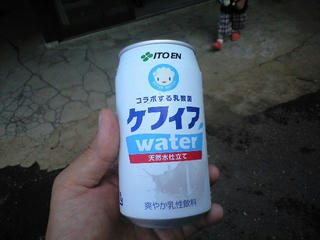 ITO EN
コラボする乳酸菌
ケフィア
water
天然水仕立て
爽やか乳性飲料